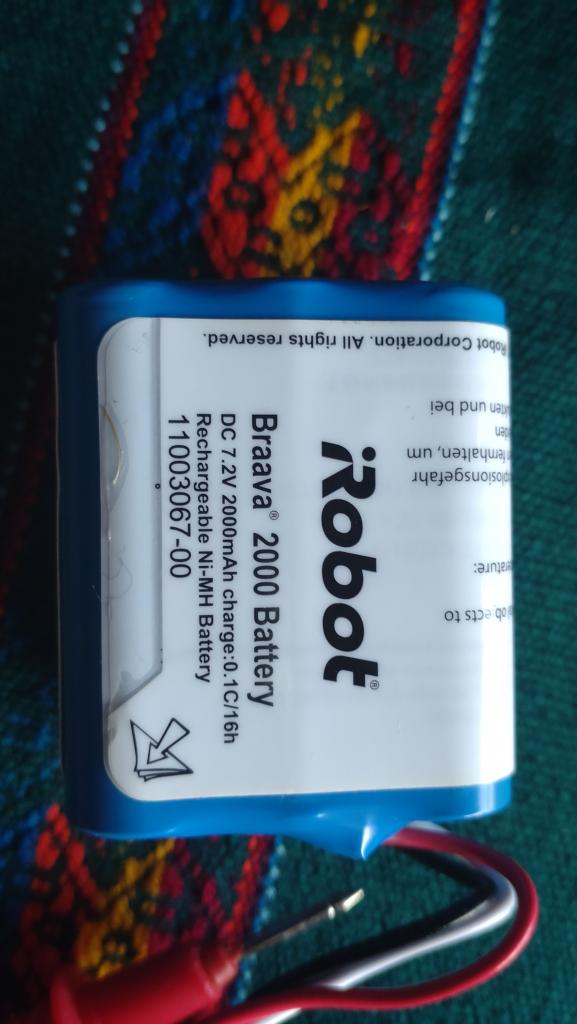 iRobot®
Braava® 2000 Battery
DC 7.2V 2000mAh charge:0.1C/16h
Rechargeable Ni-MH Battery
11003067-00
Robot Corporation. All rights reserved.
und bei
fernhalten, um
to